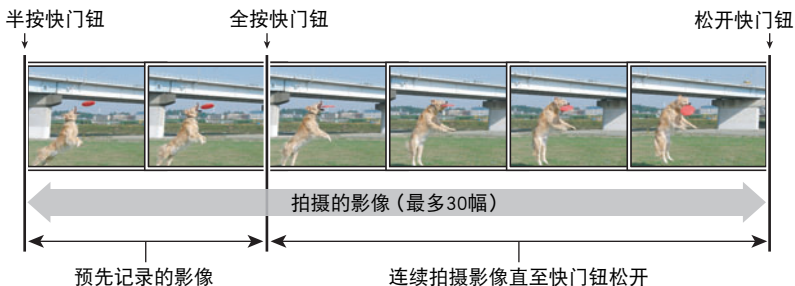 半按快门钮 全按快门钮 松开快门钮
拍摄的影像（最多30幅）
预先记录的影像 连续拍摄影像直至快门钮松开